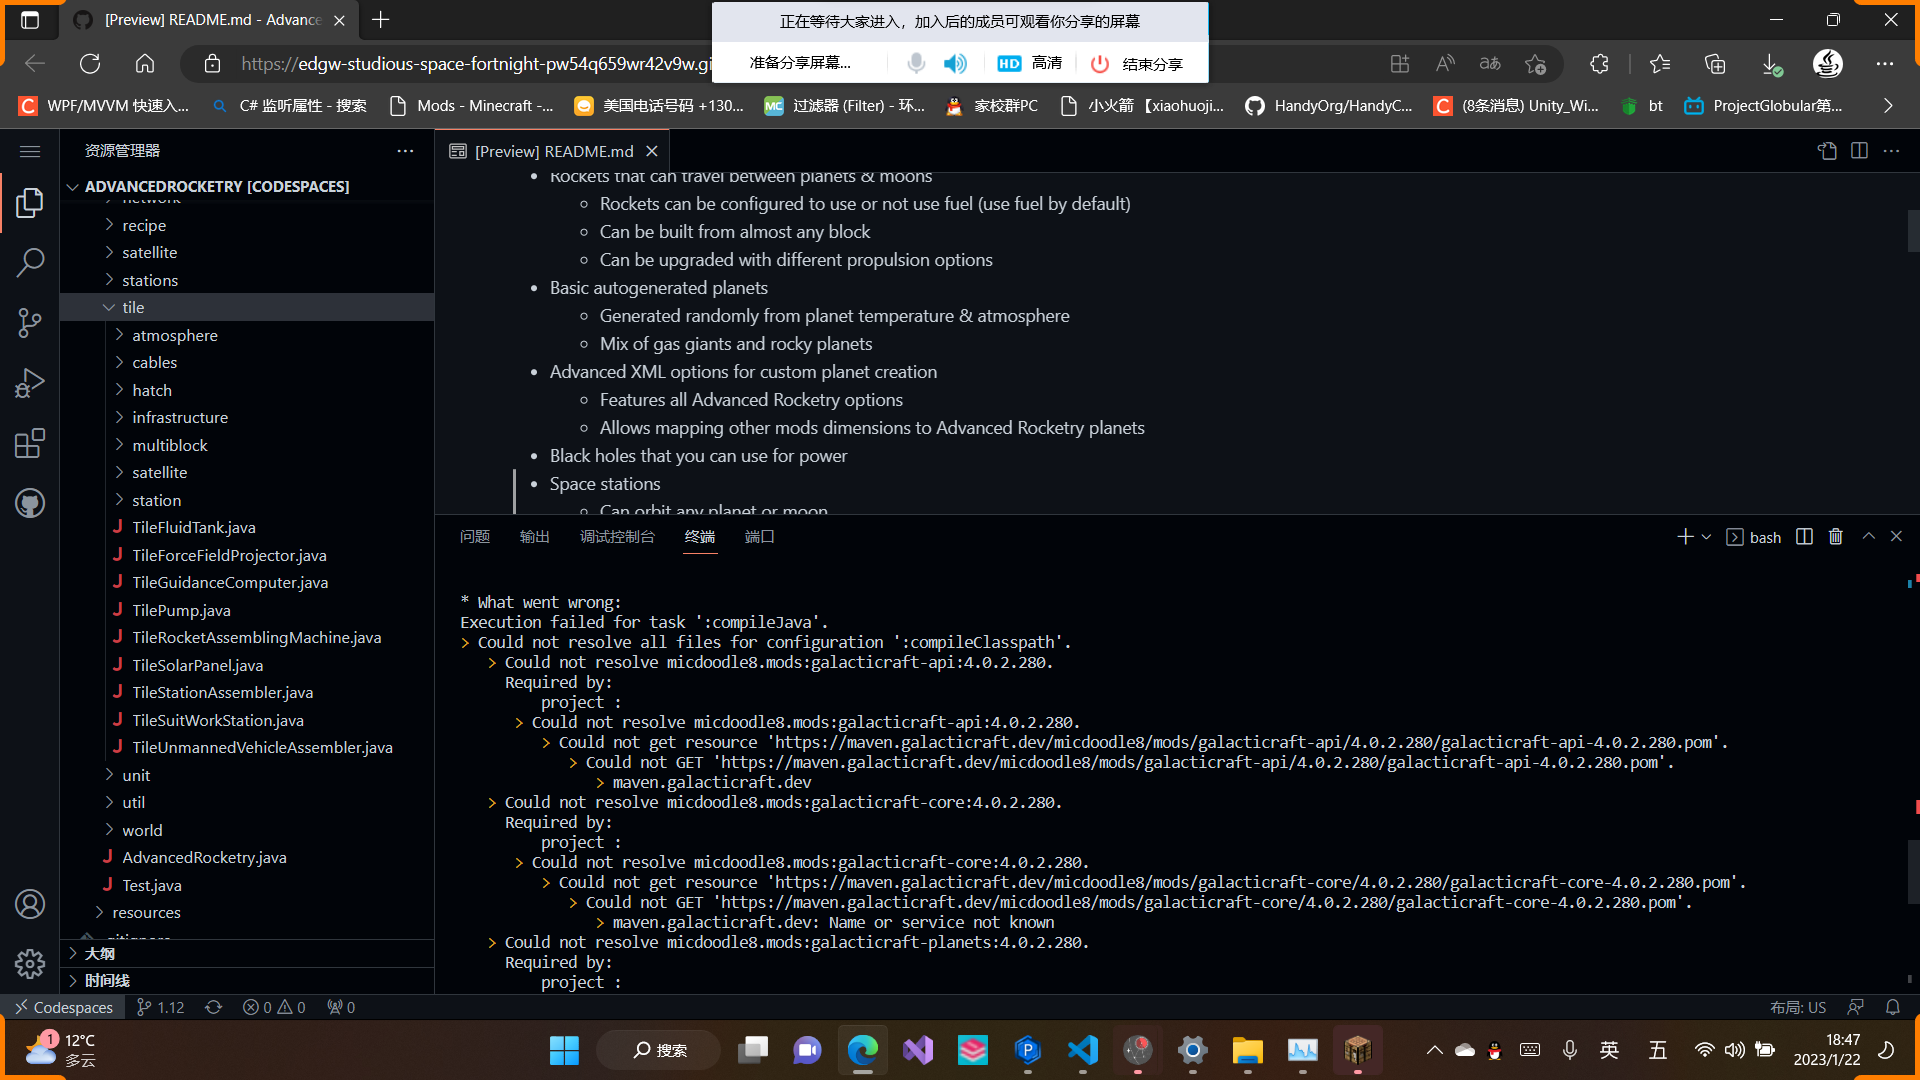 [Preview] README.md - Advance
正在等待大家进入，加入后的成员可观看你分享的屏幕
准备分享屏幕...
HD 高清
结束分享
https://edgw-studious-space-fortnight-pw54q659wr42v9w.gi
WPF/MVVM 快速入...
C# 监听属性 - 搜索
Mods - Minecraft -...
美国电话号码 +130...
MC 过滤器 (Filter) - 环...
家校群PC
小火箭 【xiaohuoji...
HandyOrg/HandyC...
(8条消息) Unity_Wi...
bt
ProjectGlobular第...
资源管理器
[Preview] README.md
ADVANCEDROCKETRY [CODESPACES]
network
recipe
satellite
stations
tile
atmosphere
cables
hatch
infrastructure
multiblock
satellite
station
J TileFluidTank.java
J TileForceFieldProjector.java
J TileGuidanceComputer.java
J TilePump.java
J TileRocketAssemblingMachine.java
J TileSolarPanel.java
J TileStationAssembler.java
J TileSuitWorkStation.java
J TileUnmannedVehicleAssembler.java
unit
util
world
J AdvancedRocketry.java
J Test.java
resources
.gitignore
大纲
时间线
Rockets that can travel between planets & moons
Rockets can be configured to use or not use fuel (use fuel by default)
Can be built from almost any block
Can be upgraded with different propulsion options
Basic autogenerated planets
Generated randomly from planet temperature & atmosphere
Mix of gas giants and rocky planets
Advanced XML options for custom planet creation
Features all Advanced Rocketry options
Allows mapping other mods dimensions to Advanced Rocketry planets
Black holes that you can use for power
Space stations
Can orbit any planet or moon
问题 输出 调试控制台 终端 端口
bash
* What went wrong:
Execution failed for task ':compileJava'.
> Could not resolve all files for configuration ':compileClasspath'.
> Could not resolve micdoodle8.mods:galacticraft-api:4.0.2.280.
Required by:
project :
> Could not resolve micdoodle8.mods:galacticraft-api:4.0.2.280.
> Could not get resource 'https://maven.galacticraft.dev/micdoodle8/mods/galacticraft-api/4.0.2.280/galacticraft-api-4.0.2.280.pom'.
> Could not GET 'https://maven.galacticraft.dev/micdoodle8/mods/galacticraft-api/4.0.2.280/galacticraft-api-4.0.2.280.pom'.
> maven.galacticraft.dev
> Could not resolve micdoodle8.mods:galacticraft-core:4.0.2.280.
Required by:
project :
> Could not resolve micdoodle8.mods:galacticraft-core:4.0.2.280.
> Could not get resource 'https://maven.galacticraft.dev/micdoodle8/mods/galacticraft-core/4.0.2.280/galacticraft-core-4.0.2.280.pom'.
> Could not GET 'https://maven.galacticraft.dev/micdoodle8/mods/galacticraft-core/4.0.2.280/galacticraft-core-4.0.2.280.pom'.
> maven.galacticraft.dev: Name or service not known
> Could not resolve micdoodle8.mods:galacticraft-planets:4.0.2.280.
Required by:
project :
Codespaces 1.12 0 0 0
布局: US
1 12°C
多云
搜索
英
五
18:47
2023/1/22